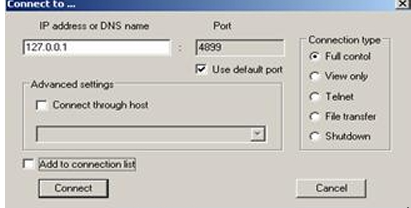 Connect to ...
IP address or DNS name
Port
127.0.0.1
:
4899
Use default port
Connection type
Full contol
View only
Telnet
File transfer
Shutdown
Advanced settings
Connect through host
Add to connection list
Connect
Cancel